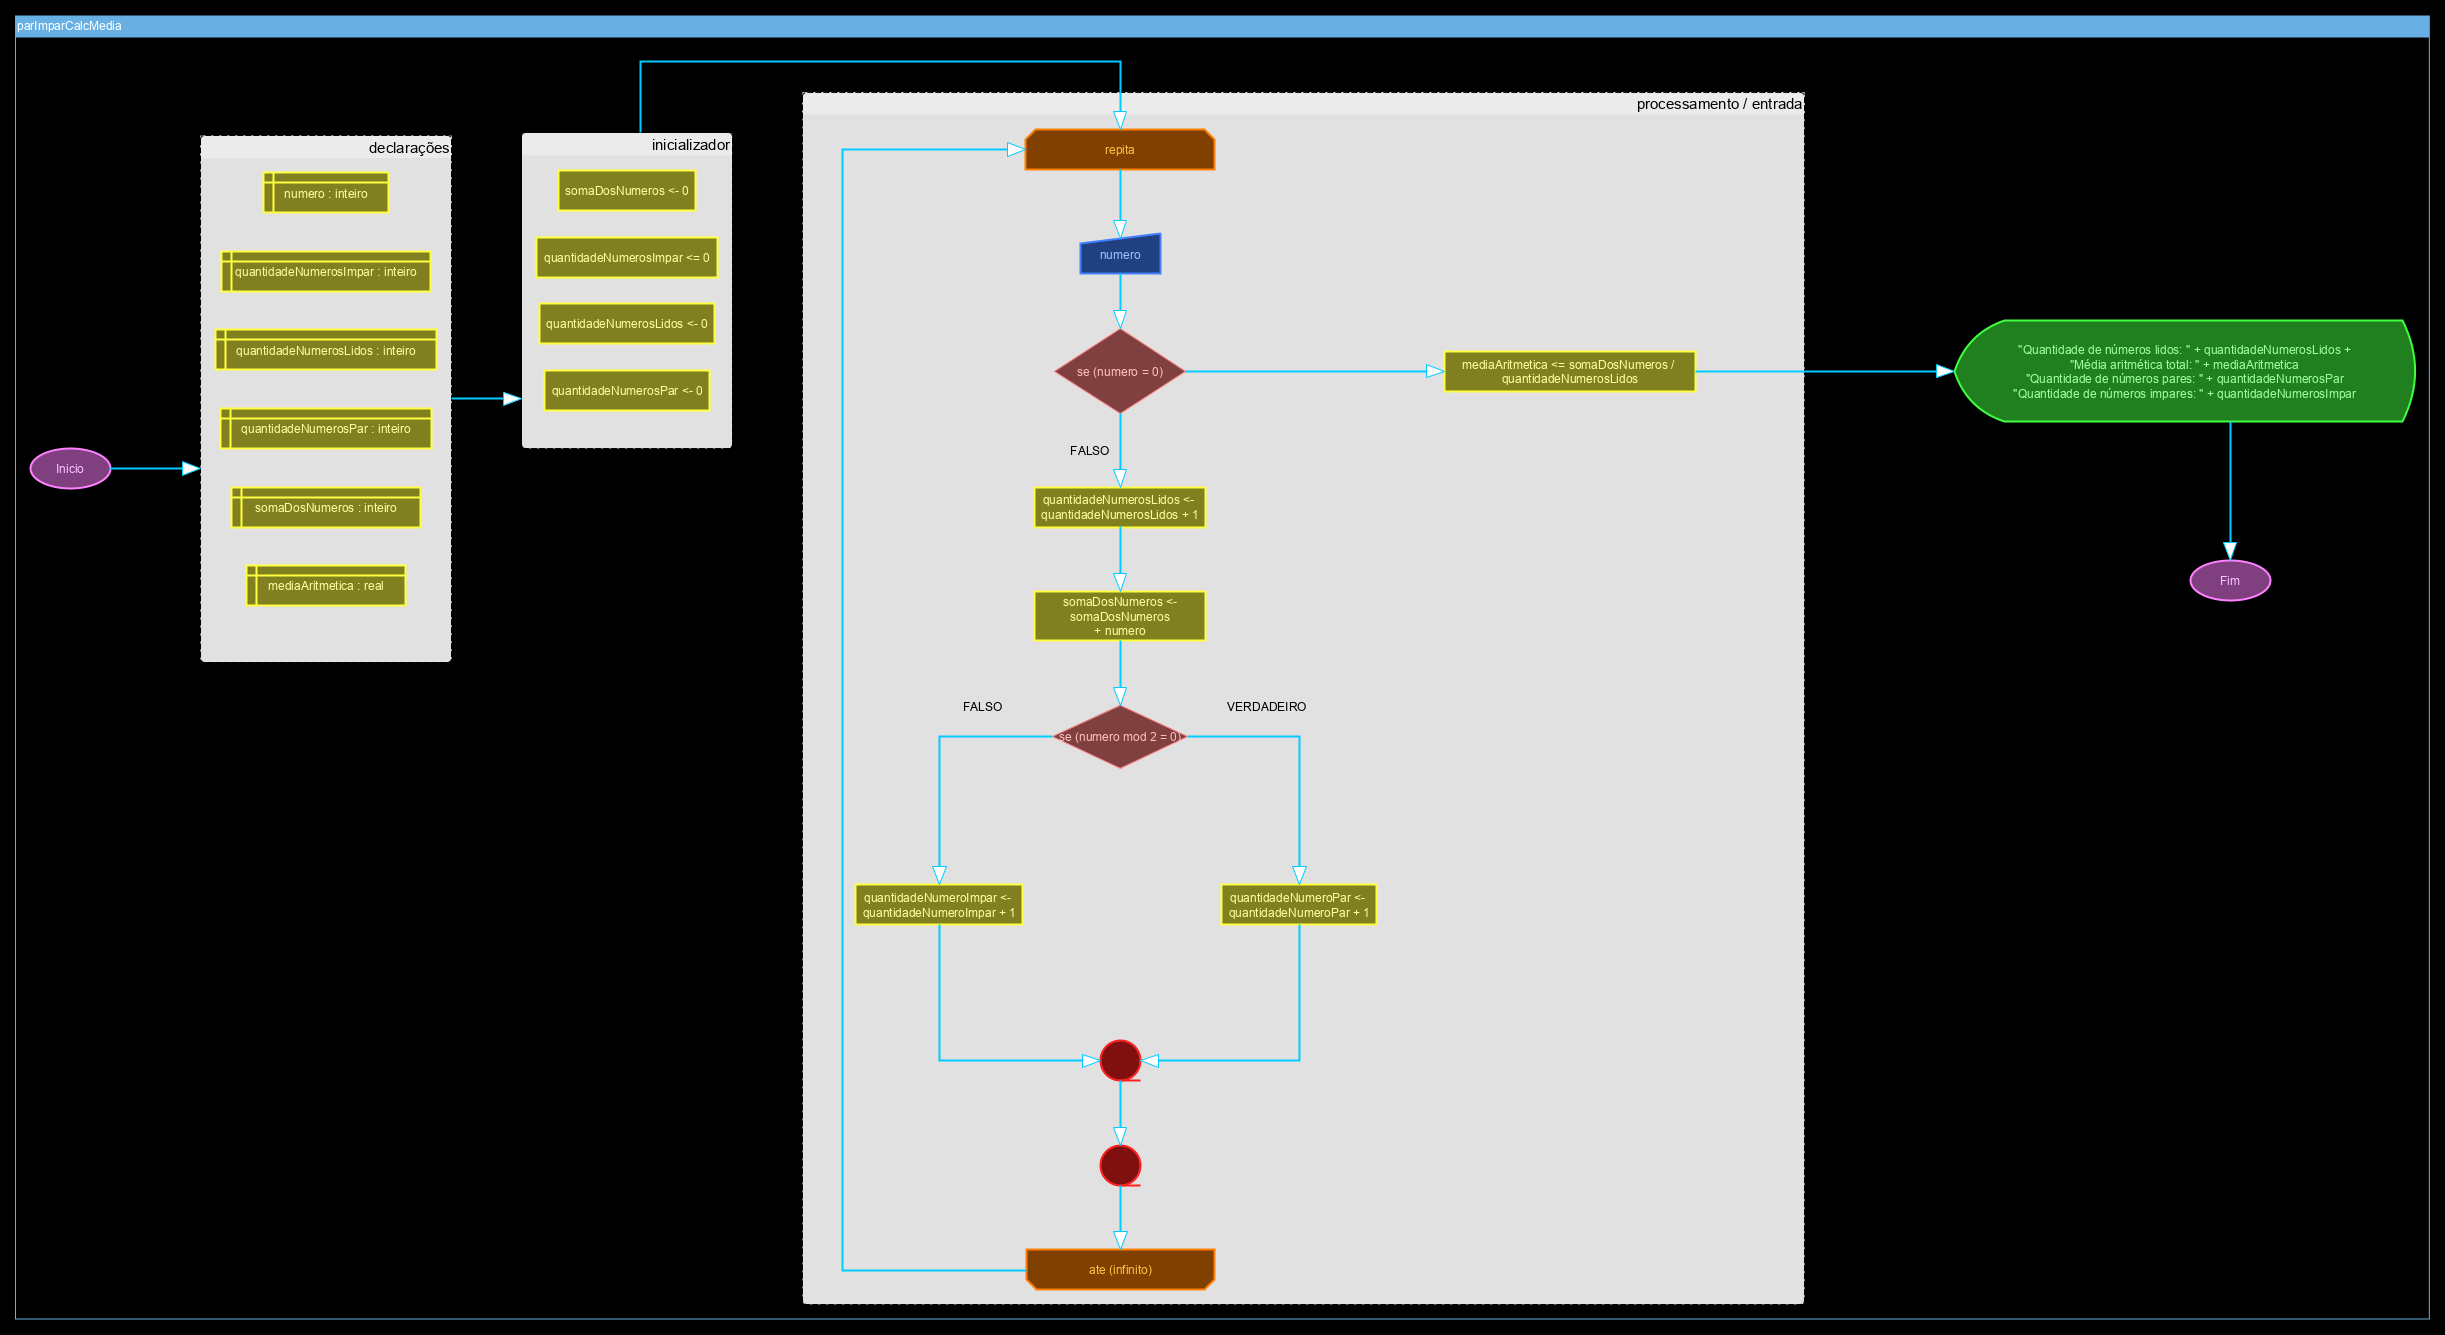 parImparCalcMedia
Inicio
declarações
numero : inteiro
quantidadeNumerosImpar : inteiro
quantidadeNumerosLidos : inteiro
quantidadeNumerosPar : inteiro
somaDosNumeros : inteiro
mediaAritmetica : real
inicializador
somaDosNumeros <- 0
quantidadeNumerosImpar <= 0
quantidadeNumerosLidos <- 0
quantidadeNumerosPar <- 0
processamento / entrada
repita
numero
se (numero = 0)
mediaAritmetica <= somaDosNumeros /
quantidadeNumerosLidos
FALSO
quantidadeNumerosLidos <-
quantidadeNumerosLidos + 1
somaDosNumeros <-
somaDosNumeros
+ numero
FALSO
VERDADEIRO
se (numero mod 2 = 0)
quantidadeNumeroImpar <-
quantidadeNumeroImpar + 1
quantidadeNumeroPar <-
quantidadeNumeroPar + 1
ate (infinito)
"Quantidade de números lidos: " + quantidadeNumerosLidos +
"Média aritmética total: " + mediaAritmetica
"Quantidade de números pares: " + quantidadeNumerosPar
"Quantidade de números impares: " + quantidadeNumerosImpar
Fim